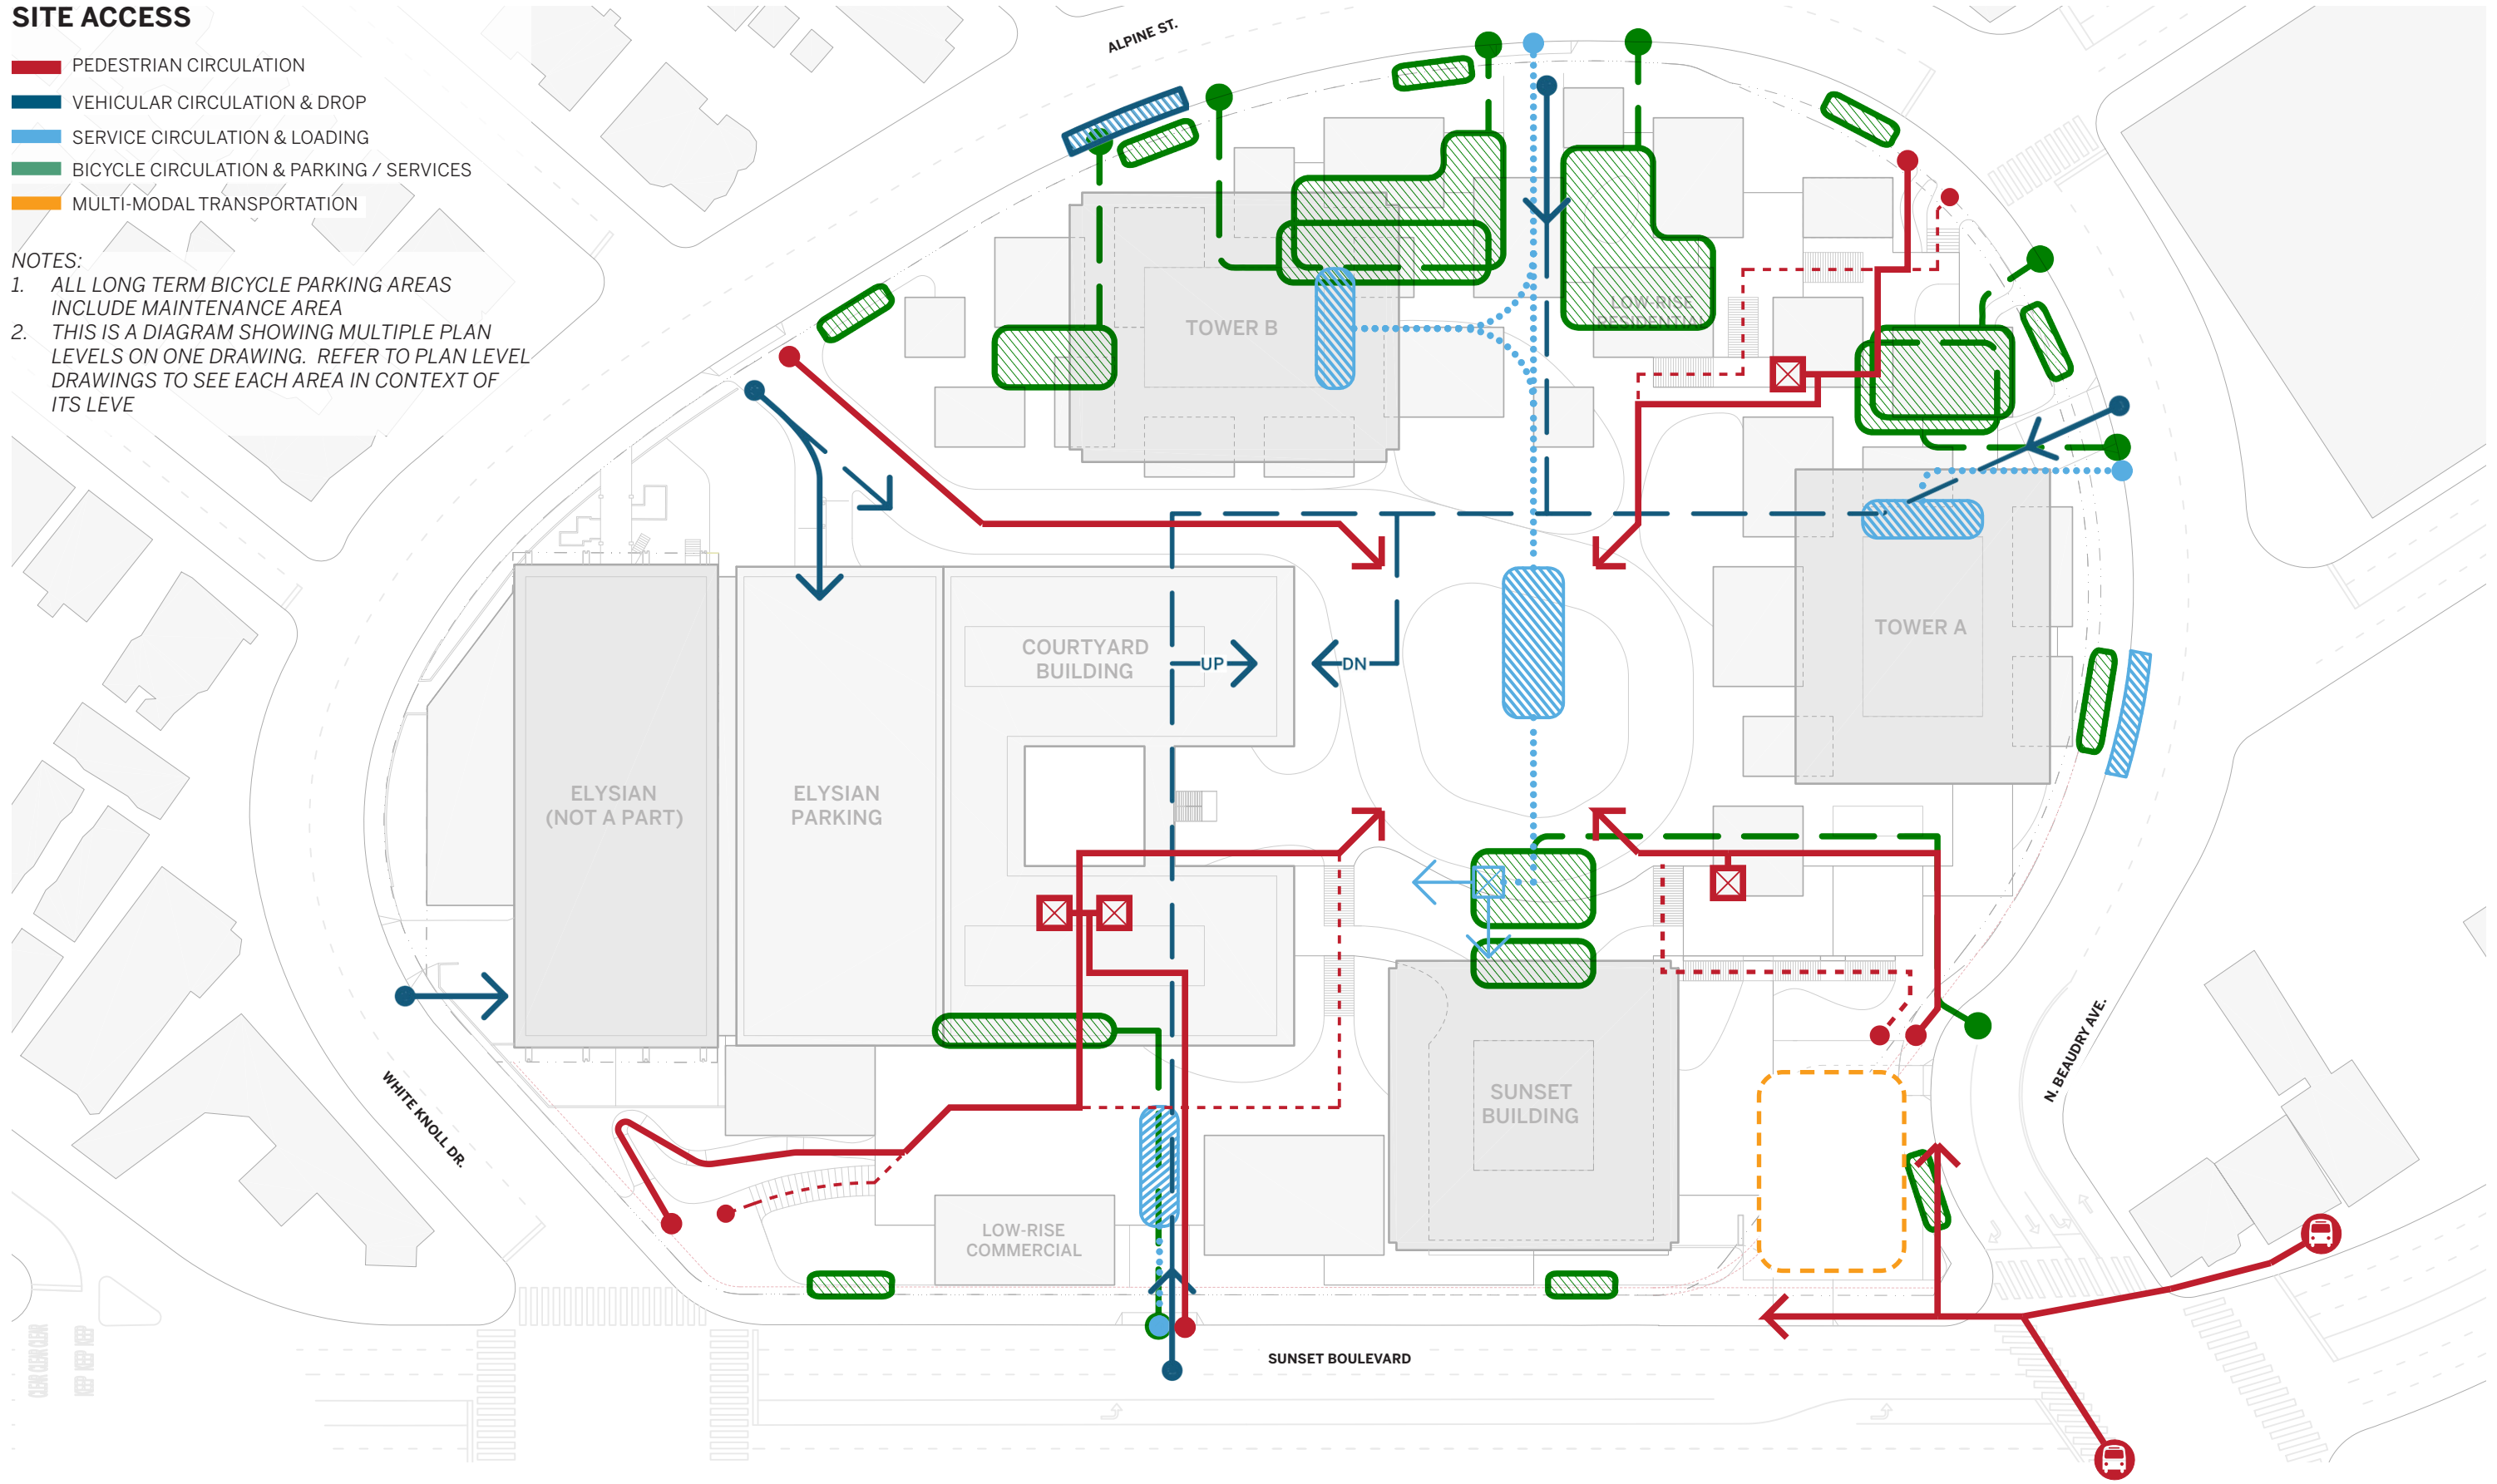 SITE ACCESS
PEDESTRIAN CIRCULATION
VEHICULAR CIRCULATION & DROP
SERVICE CIRCULATION & LOADING
BICYCLE CIRCULATION & PARKING / SERVICES
MULTI-MODAL TRANSPORTATION
NOTES:
1. ALL LONG TERM BICYCLE PARKING AREAS
INCLUDE MAINTENANCE AREA
2. THIS IS A DIAGRAM SHOWING MULTIPLE PLAN
LEVELS ON ONE DRAWING. REFER TO PLAN LEVEL
DRAWINGS TO SEE EACH AREA IN CONTEXT OF
ITS LEVE
ALPINE ST.
TOWER B
LOW-RISE
RESIDENTIAL
TOWER A
COURTYARD
BUILDING
UP
DN
ELYSIAN
(NOT A PART)
ELYSIAN
PARKING
SUNSET
BUILDING
LOW-RISE
COMMERCIAL
WHITE KNOLL DR.
N. BEAUDRY AVE.
SUNSET BOULEVARD